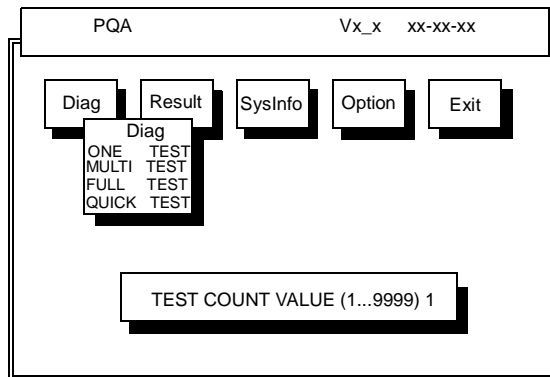 PQA Vx_x xx-xx-xx
Diag Result SysInfo Option Exit
Diag
ONE TEST
MULTI TEST
FULL TEST
QUICK TEST
TEST COUNT VALUE (1...9999) 1